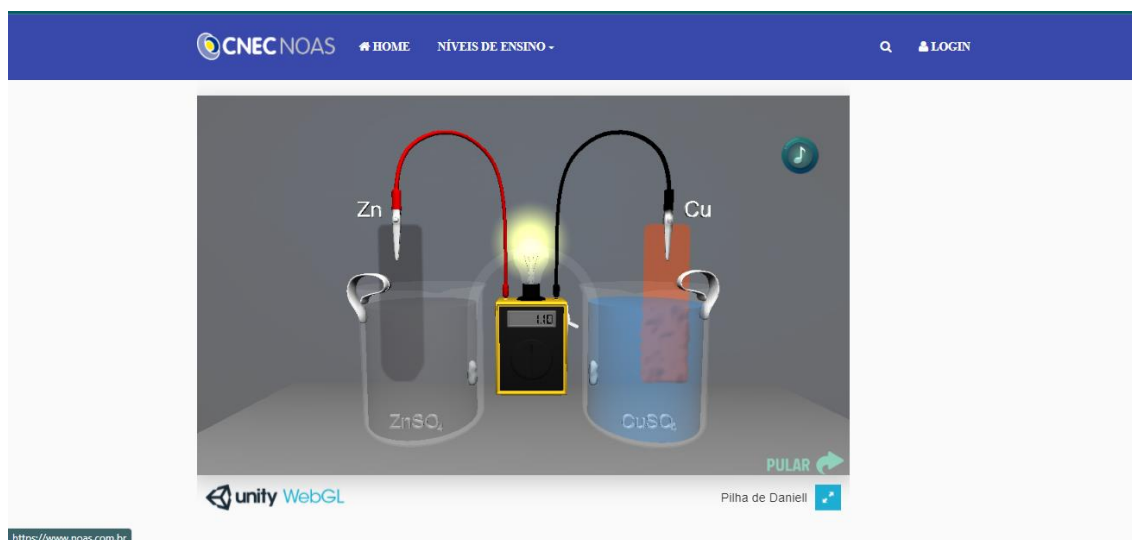 CNEC NOAS HOME NÍVEIS DE ENSINO LOGIN
Zn Cu
1.10
ZnSO₄ CuSO₄
PULAR
unity WebGL Pilha de Daniell
https://www.noas.com.br